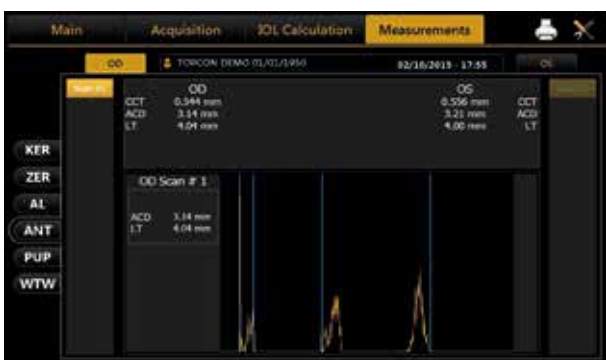 Main Acquisition IOL Calculation Measurements
OD TOPCON DEMO 01/01/1950 02/10/2015 - 17:55 OS
OD OS
CCT 0.544 mm 0.556 mm CCT
ACD 3.14 mm 3.21 mm ACD
LT 4.04 mm 4.00 mm LT
KER
ZER
AL
ANT
PUP
WTW
OD Scan # 1
ACD 3.14 mm
LT 4.04 mm